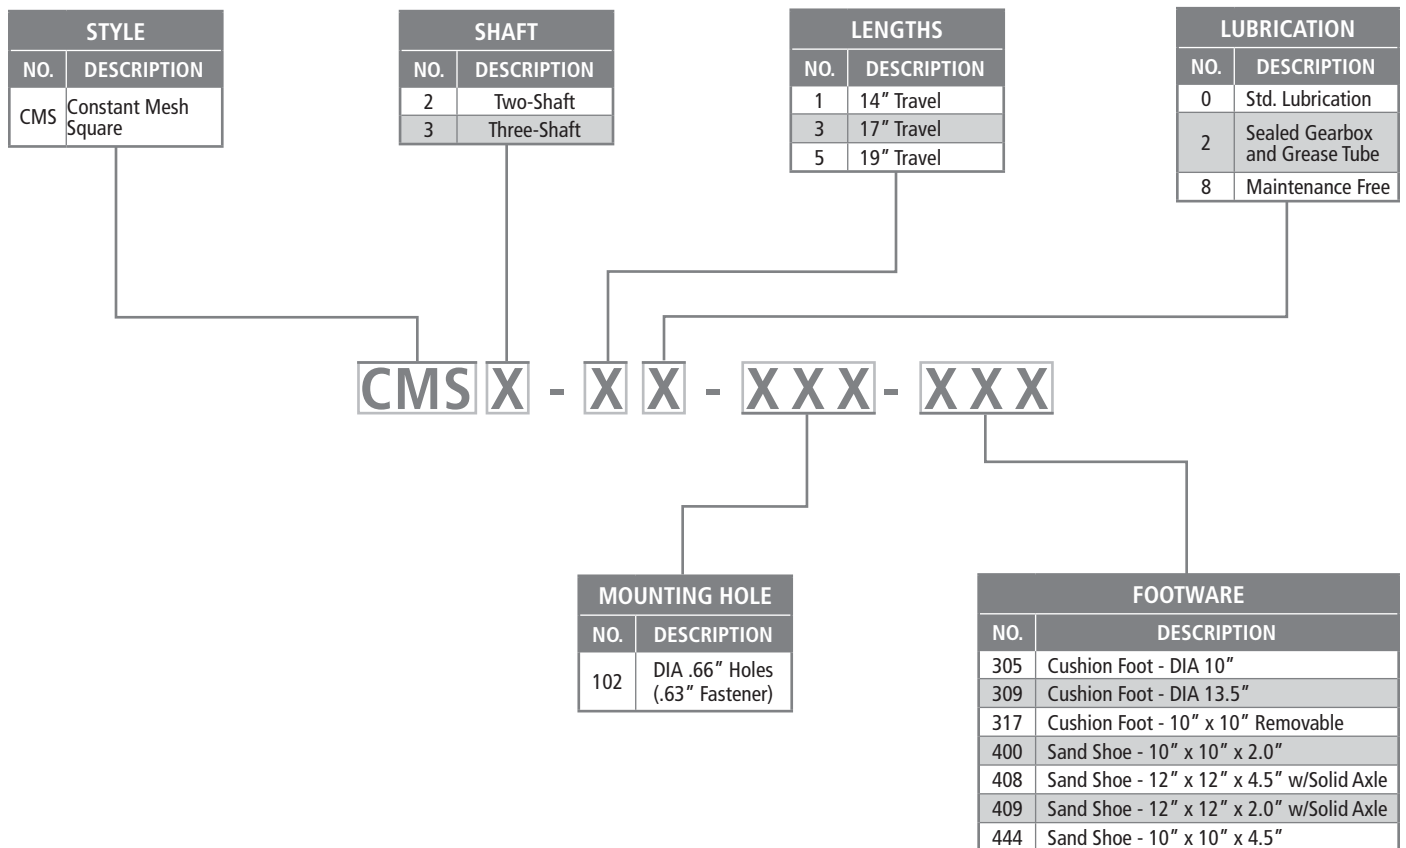 STYLE
NO. DESCRIPTION
CMS Constant Mesh
Square
SHAFT
NO. DESCRIPTION
2 Two-Shaft
3 Three-Shaft
LENGTHS
NO. DESCRIPTION
1 14" Travel
3 17" Travel
5 19" Travel
LUBRICATION
NO. DESCRIPTION
0 Std. Lubrication
2 Sealed Gearbox
and Grease Tube
8 Maintenance Free
CMS X - X X - X X X - X X X
MOUNTING HOLE
NO. DESCRIPTION
102 DIA .66" Holes
(.63" Fastener)
FOOTWARE
NO. DESCRIPTION
305 Cushion Foot - DIA 10"
309 Cushion Foot - DIA 13.5"
317 Cushion Foot - 10" x 10" Removable
400 Sand Shoe - 10" x 10" x 2.0"
408 Sand Shoe - 12" x 12" x 4.5" w/Solid Axle
409 Sand Shoe - 12" x 12" x 2.0" w/Solid Axle
444 Sand Shoe - 10" x 10" x 4.5"